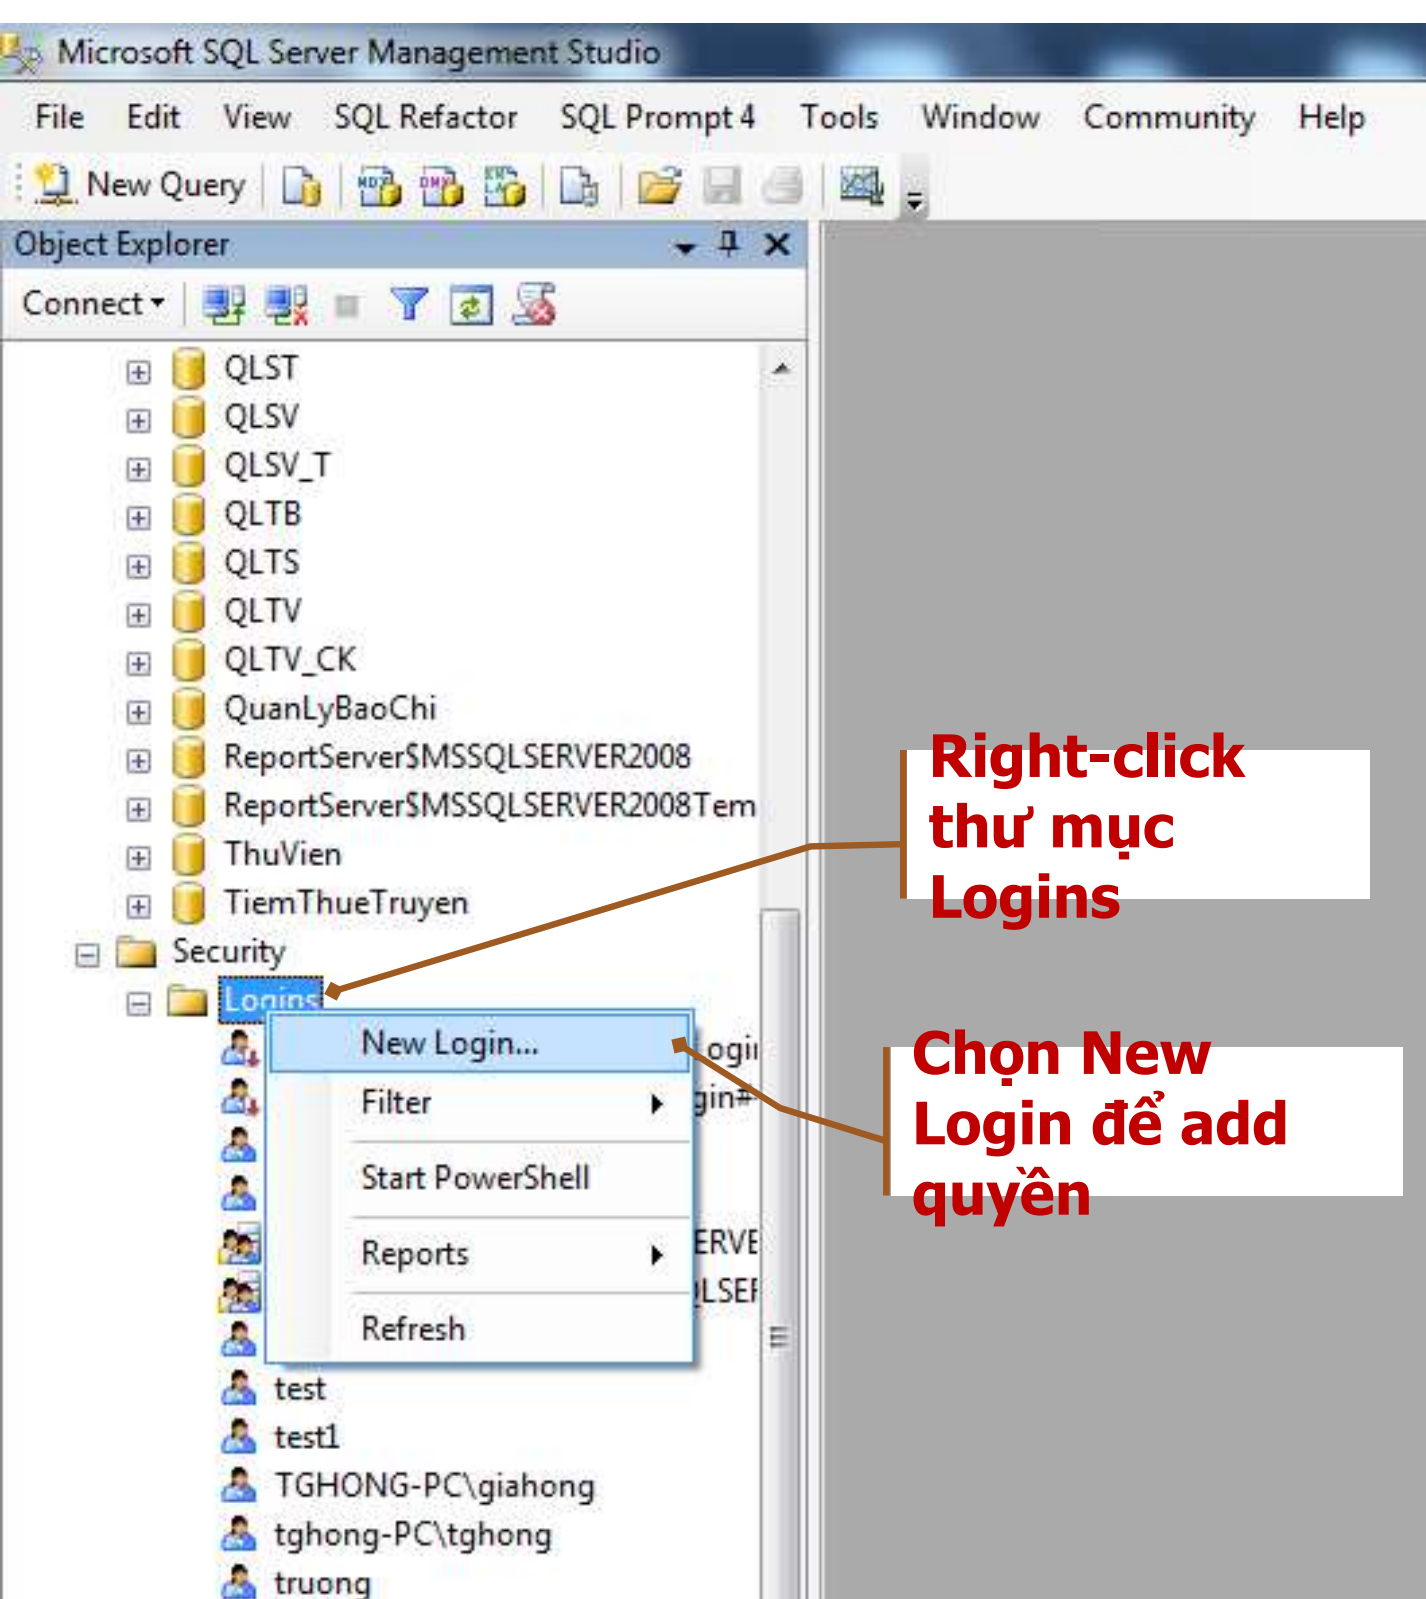 Microsoft SQL Server Management Studio
File Edit View SQL Refactor SQL Prompt 4 Tools Window Community Help
New Query
Object Explorer
Connect
QLST
QLSV
QLSV_T
QLTB
QLTS
QLTV
QLTV_CK
QuanLyBaoChi
ReportServer$MSSQLSERVER2008
ReportServer$MSSQLSERVER2008Tem
ThuVien
TiemThueTruyen
Security
Logins
New Login...
Filter
Start PowerShell
Reports
Refresh
test
test1
TGHONG-PC\giahong
tghong-PC\tghong
truong
Right-click
thư mục
Logins
Chọn New
Login để add
quyền